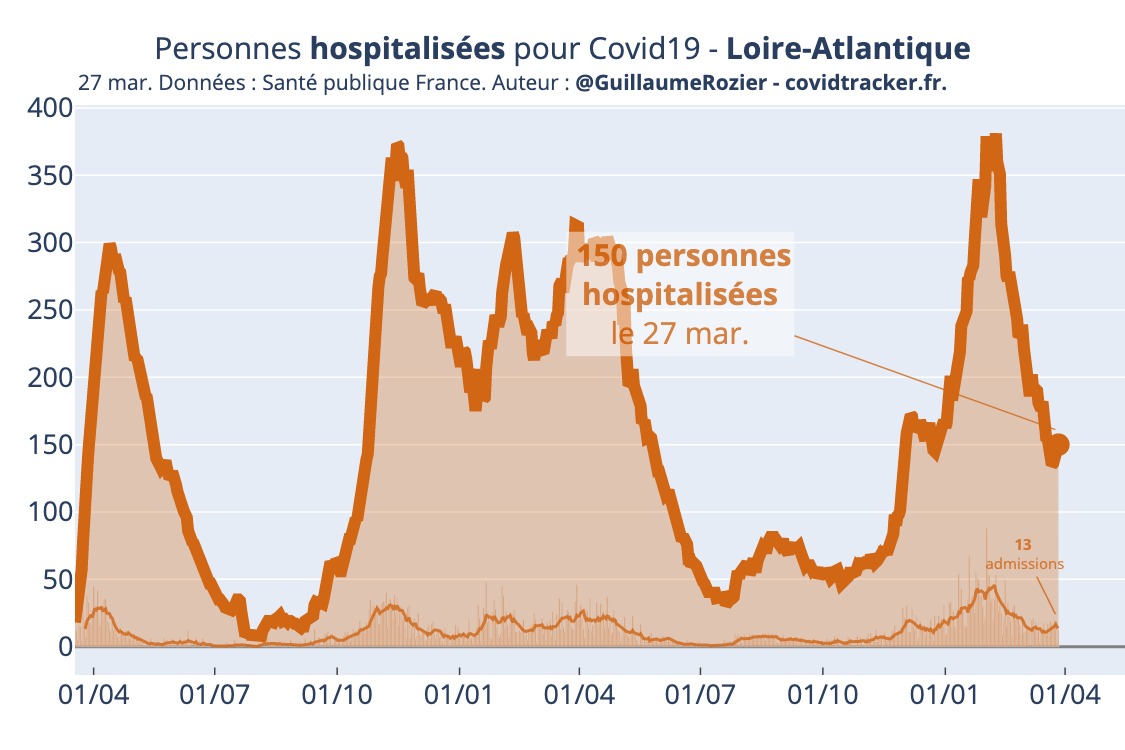 Personnes hospitalisées pour Covid19 - Loire-Atlantique
27 mar. Données : Santé publique France. Auteur : @GuillaumeRozier - covidtracker.fr.
400
350
300
250
200
150
100
50
0
150 personnes
hospitalisées
le 27 mar.
13
admissions
01/04 01/07 01/10 01/01 01/04 01/07 01/10 01/01 01/04